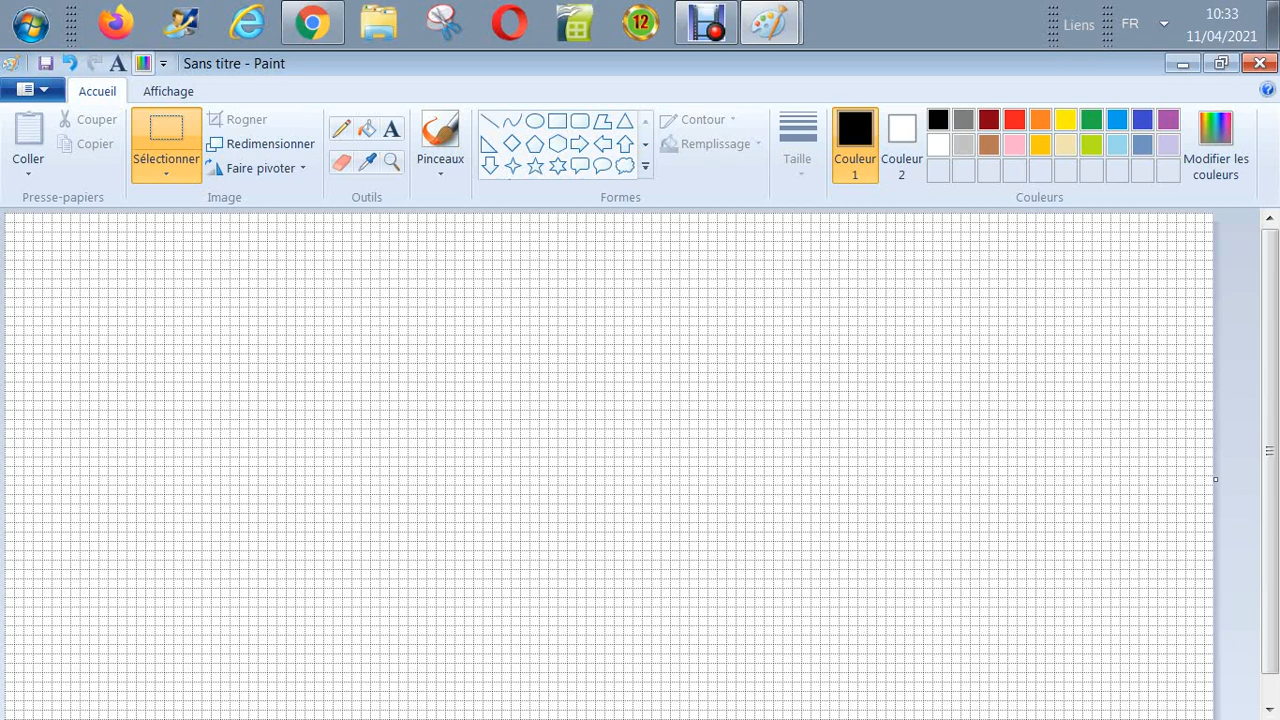 12
Liens
FR
10:33
11/04/2021
Sans titre - Paint
Accueil
Affichage
Coller
Couper
Copier
Presse-papiers
Sélectionner
Rogner
Redimensionner
Faire pivoter
Image
A
Outils
Pinceaux
Contour
Remplissage
Formes
Taille
Couleur
1
Couleur
2
Modifier les
couleurs
Couleurs